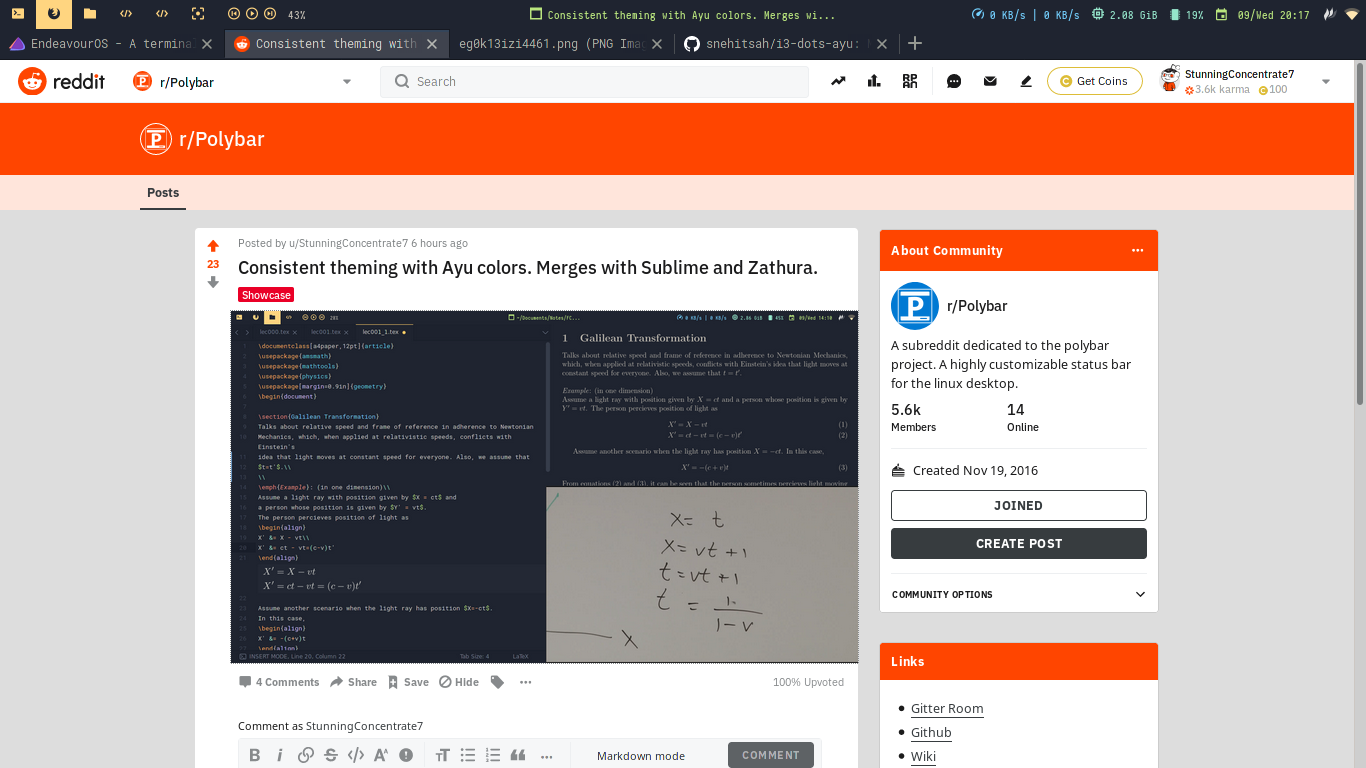 43%
Consistent theming with Ayu colors. Merges wi...
0 KB/s | 0 KB/s
2.08 GiB
19%
09/Wed 20:17
EndeavourOS – A termina
Consistent theming with
eg0k13izi4461.png (PNG Ima
snehitsah/i3-dots-ayu:
reddit
r/Polybar
Search
Get Coins
StunningConcentrate7
3.6k karma
100
r/Polybar
Posts
Posted by u/StunningConcentrate7 6 hours ago
23
Consistent theming with Ayu colors. Merges with Sublime and Zathura.
Showcase
lec000.tex
lec001.tex
lec001_1.tex
\documentclass[a4paper,12pt]{article}
\usepackage{amsmath}
\usepackage{mathtools}
\usepackage{physics}
\usepackage[margin=0.9in]{geometry}
\begin{document}
\section{Galilean Transformation}
Talks about relative speed and frame of reference in adherence to Newtonian
Mechanics, which, when applied at relativistic speeds, conflicts with
Einstein's
idea that light moves at constant speed for everyone. Also, we assume that
$t=t'$.\\
\\
\emph{Example}: (in one dimension)\\
Assume a light ray with position given by $X = ct$ and
a person whose position is given by $Y' = vt$.
The person percieves position of light as
\begin{align}
X' &= X - vt\\
X' &= ct - vt=(c-v)t'
\end{align}
X′ = X − vt
X′ = ct − vt = (c − v)t′
Assume another scenario when the light ray has position $X=-ct$.
In this case,
\begin{align}
X' &= -(c+v)t
\end{align}
INSERT MODE, Line 20, Column 22
Tab Size: 4
LaTeX
1 Galilean Transformation
Talks about relative speed and frame of reference in adherence to Newtonian Mechanics,
which, when applied at relativistic speeds, conflicts with Einstein's idea that light moves at
constant speed for everyone. Also, we assume that t = t′.
Example: (in one dimension)
Assume a light ray with position given by X = ct and a person whose position is given by
Y′ = vt. The person percieves position of light as
X′ = X − vt (1)
X′ = ct − vt = (c − v)t′ (2)
Assume another scenario when the light ray has position X = −ct. In this case,
X′ = −(c + v)t (3)
From equations (2) and (3), it can be seen that the person sometimes percieves light moving
x= t
x=vt+1
t=vt+1
t = 1/1-v
x
4 Comments
Share
Save
Hide
100% Upvoted
Comment as StunningConcentrate7
Markdown mode
COMMENT
About Community
r/Polybar
A subreddit dedicated to the polybar
project. A highly customizable status bar
for the linux desktop.
5.6k
Members
14
Online
Created Nov 19, 2016
JOINED
CREATE POST
COMMUNITY OPTIONS
Links
Gitter Room
Github
Wiki